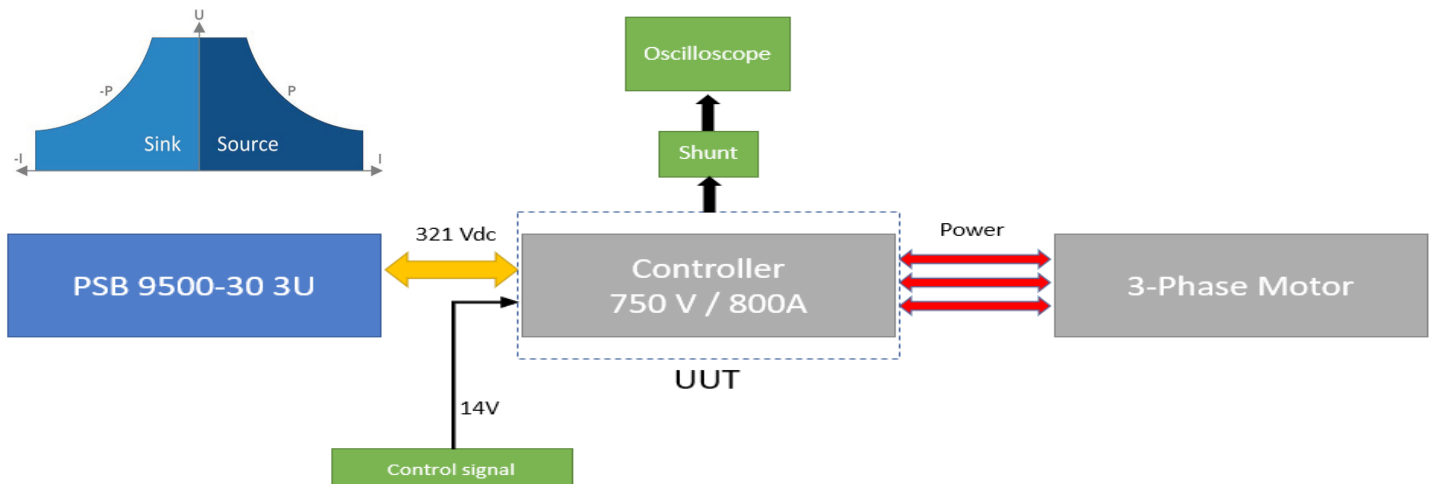 U
-P
P
Sink
Source
-I
I
Oscilloscope
Shunt
321 Vdc
Power
PSB 9500-30 3U
Controller
750 V / 800A
3-Phase Motor
UUT
14V
Control signal